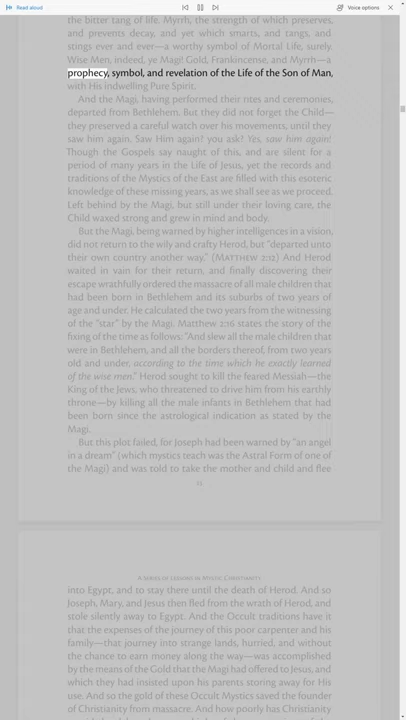 Read aloud
Voice options
the bitter tang of life. Myrrh, the strength of which preserves,
and prevents decay, and yet which smarts, and tangs, and
stings ever and ever—a worthy symbol of Mortal Life, surely.
Wise Men, indeed, ye Magi! Gold, Frankincense, and Myrrh—a
prophecy, symbol, and revelation of the Life of the Son of Man,
with His indwelling Pure Spirit.
And the Magi, having performed their rites and ceremonies,
departed from Bethlehem. But they did not forget the Child—
they preserved a careful watch over his movements, until they
saw him again. Saw Him again? you ask? Yes, saw him again!
Though the Gospels say naught of this, and are silent for a
period of many years in the Life of Jesus, yet the records and
traditions of the Mystics of the East are filled with this esoteric
knowledge of these missing years, as we shall see as we proceed.
Left behind by the Magi, but still under their loving care, the
Child waxed strong and grew in mind and body.
But the Magi, being warned by higher intelligences in a vision,
did not return to the wily and crafty Herod, but "departed unto
their own country another way." (Matthew 2:12) And Herod
waited in vain for their return, and finally discovering their
escape wrathfully ordered the massacre of all male children that
had been born in Bethlehem and its suburbs of two years of
age and under. He calculated the two years from the witnessing
of the "star" by the Magi. Matthew 2:16 states the story of the
fixing of the time as follows: "And slew all the male children that
were in Bethlehem, and all the borders thereof, from two years
old and under, according to the time which he exactly learned
of the wise men." Herod sought to kill the feared Messiah—the
King of the Jews, who threatened to drive him from his earthly
throne—by killing all the male infants in Bethlehem that had
been born since the astrological indication as stated by the
Magi.
But this plot failed, for Joseph had been warned by "an angel
in a dream" (which mystics teach was the Astral Form of one of
the Magi) and was told to take the mother and child and flee
A Series of Lessons in Mystic Christianity
into Egypt, and to stay there until the death of Herod. And so
Joseph, Mary, and Jesus then fled from the wrath of Herod, and
stole silently away to Egypt. And the Occult traditions have it
that the expenses of the journey of this poor carpenter and his
family—that journey into strange lands, hurried, and without
the chance to earn money along the way—was accomplished
by the means of the Gold that the Magi had offered to Jesus, and
which they had insisted upon his parents storing away for His
use. And so the gold of these Occult Mystics saved the founder
of Christianity from massacre. And how poorly has Christianity